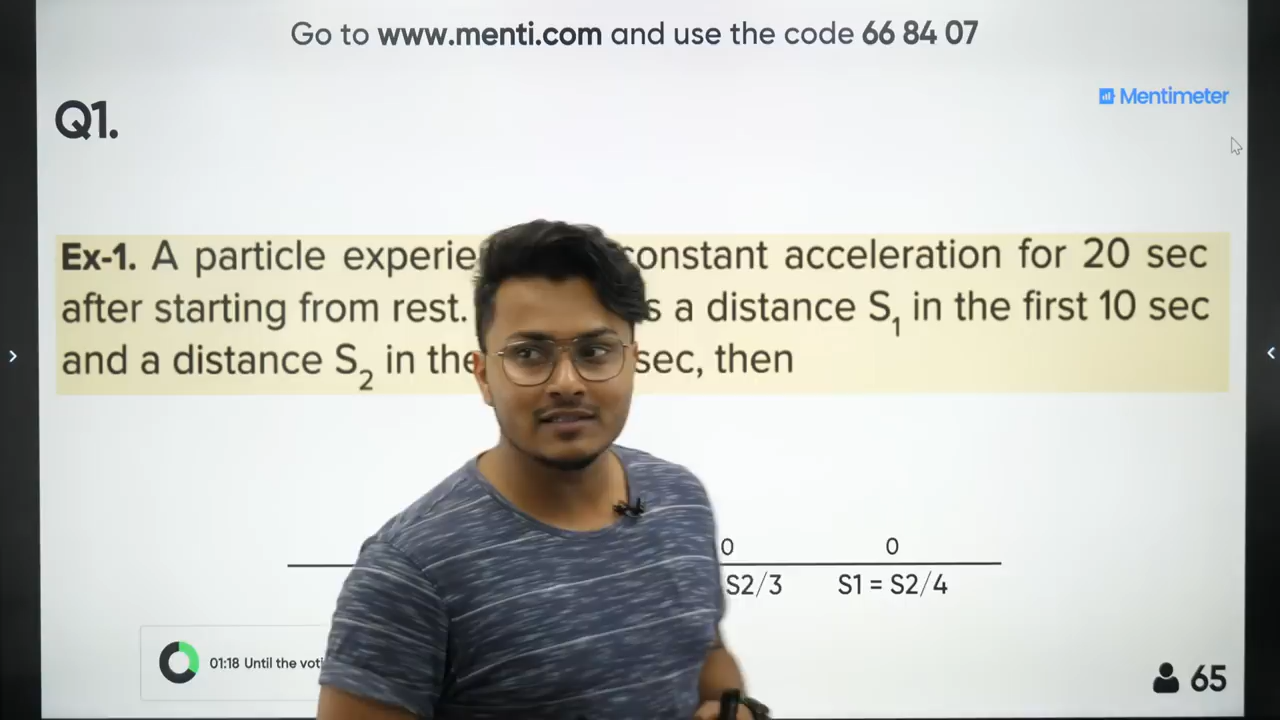 Go to www.menti.com and use the code 66 84 07
Mentimeter
Q1.
Ex-1. A particle constant acceleration for 20 sec
after starting from rest. a distance S1 in the first 10 sec
and a distance S2 in the sec, then
0 0
S2/3 S1 = S2/4
01:18 Until the
65